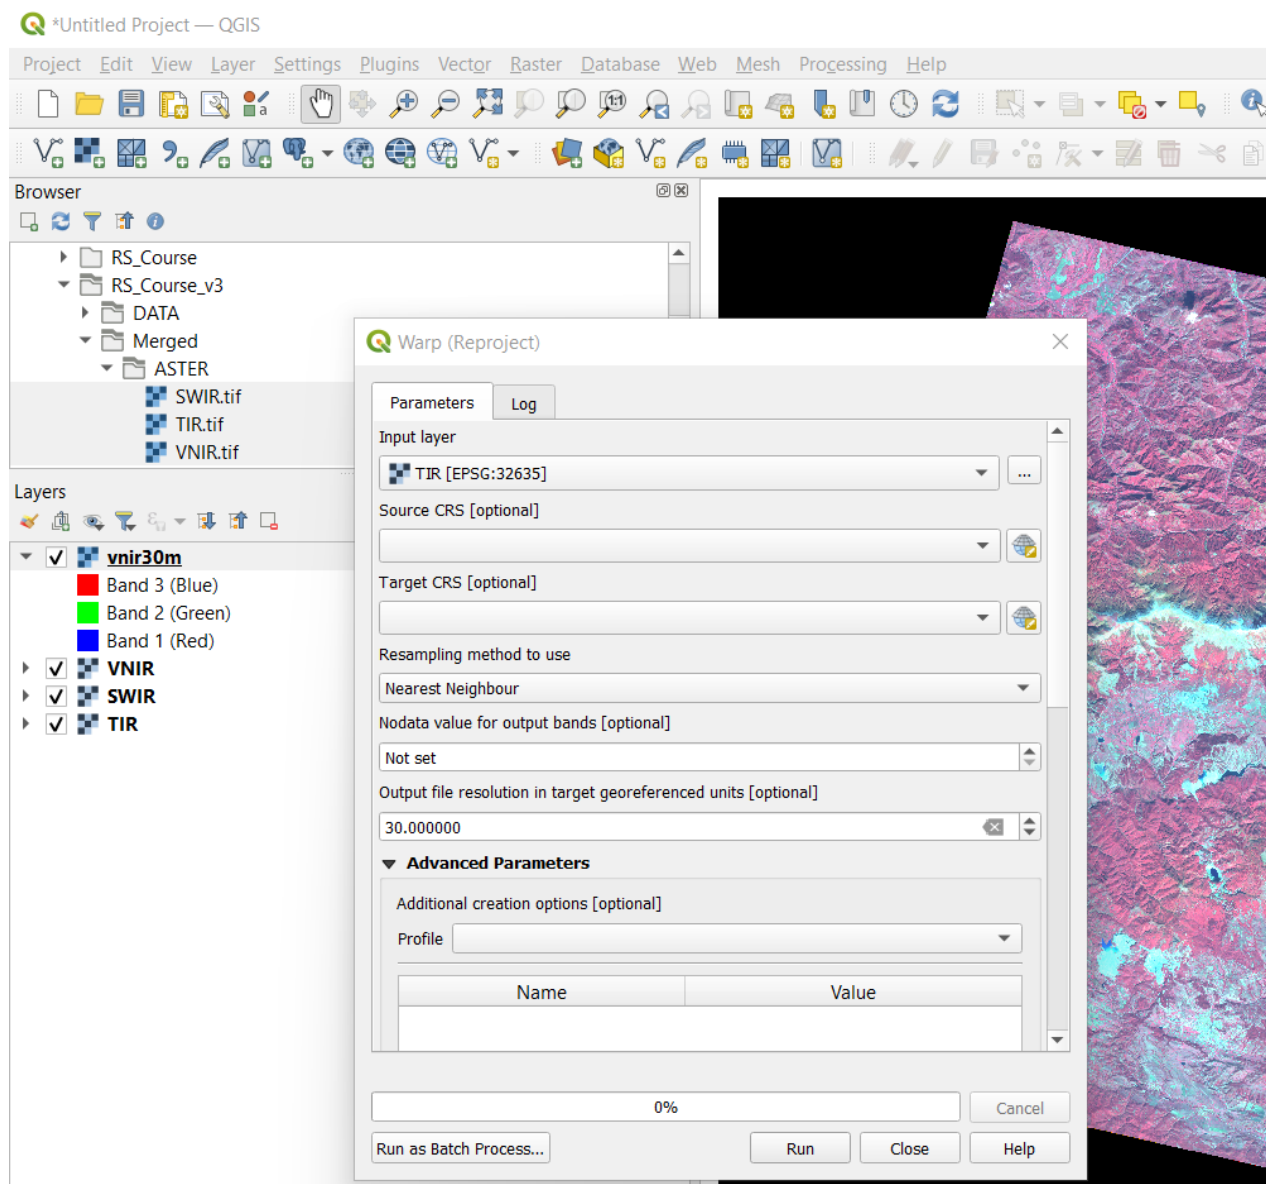 *Untitled Project — QGIS
Project Edit View Layer Settings Plugins Vector Raster Database Web Mesh Processing Help
Browser
RS_Course
RS_Course_v3
DATA
Merged
ASTER
SWIR.tif
TIR.tif
VNIR.tif
Layers
vnir30m
Band 3 (Blue)
Band 2 (Green)
Band 1 (Red)
VNIR
SWIR
TIR
Warp (Reproject)
Parameters Log
Input layer
TIR [EPSG:32635]
...
Source CRS [optional]
Target CRS [optional]
Resampling method to use
Nearest Neighbour
Nodata value for output bands [optional]
Not set
Output file resolution in target georeferenced units [optional]
30.000000
Advanced Parameters
Additional creation options [optional]
Profile
Name Value
0%
Cancel
Run as Batch Process... Run Close Help